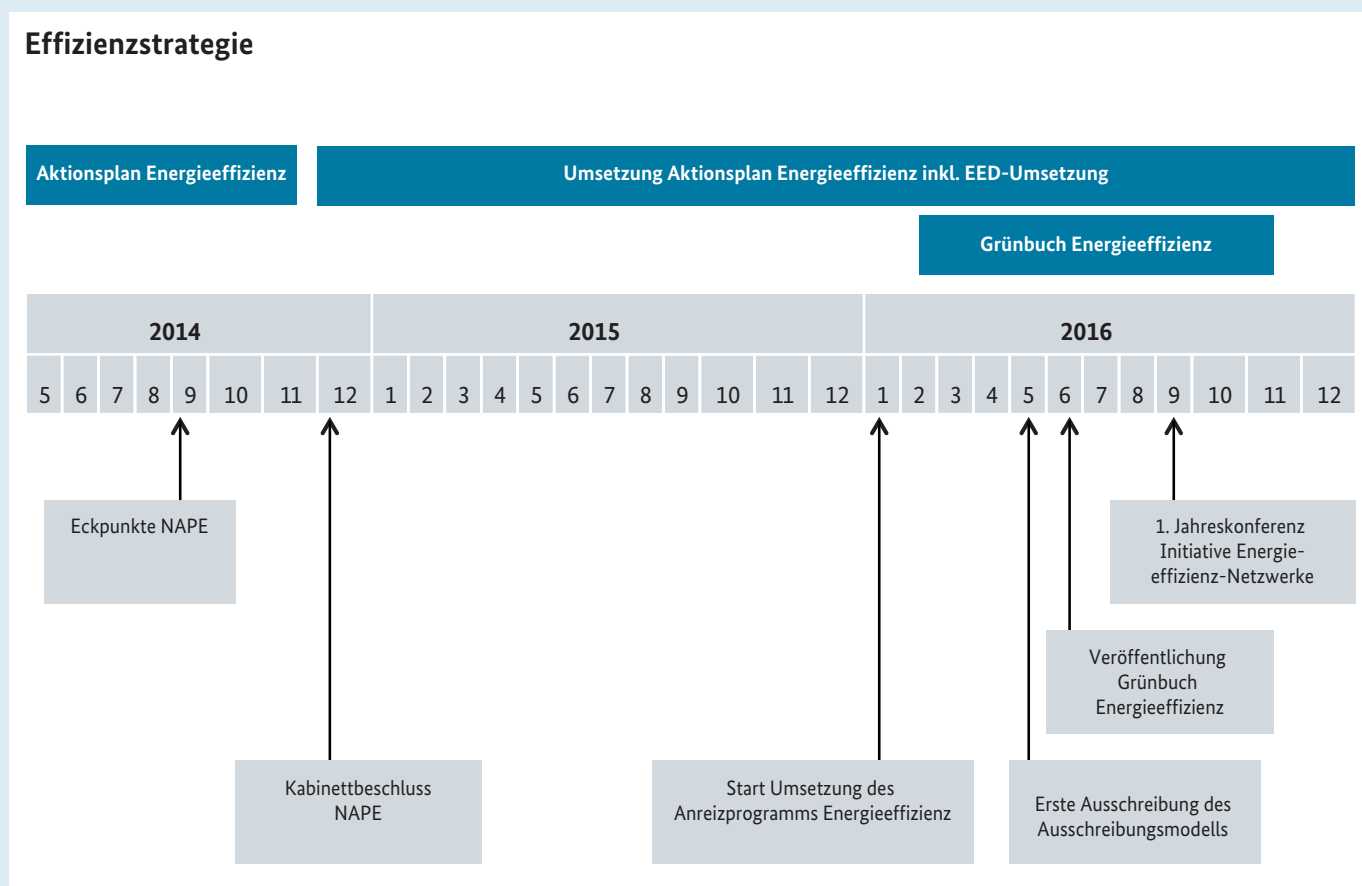 Effizienzstrategie
Aktionsplan Energieeffizienz
Umsetzung Aktionsplan Energieeffizienz inkl. EED-Umsetzung
Grünbuch Energieeffizienz
2014 2015 2016
5 6 7 8 9 10 11 12 1 2 3 4 5 6 7 8 9 10 11 12 1 2 3 4 5 6 7 8 9 10 11 12
Eckpunkte NAPE
1. Jahreskonferenz
Initiative Energie-
effizienz-Netzwerke
Veröffentlichung
Grünbuch
Energieeffizienz
Kabinettbeschluss
NAPE
Start Umsetzung des
Anreizprogramms Energieeffizienz
Erste Ausschreibung des
Ausschreibungsmodells